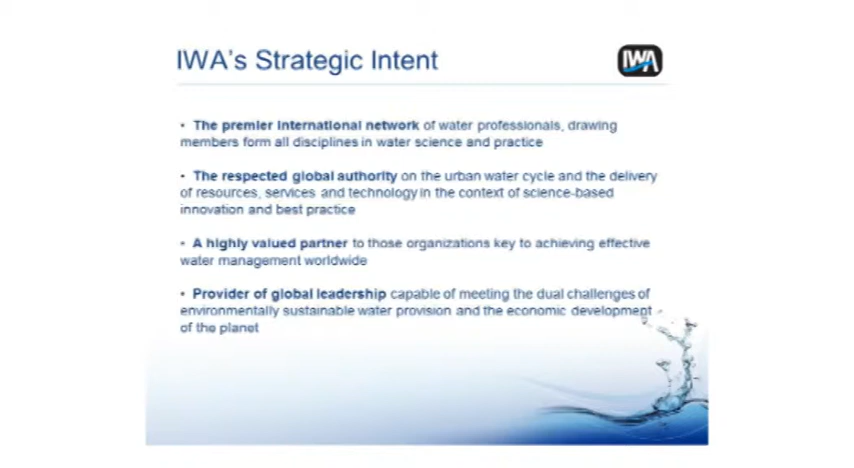 IWA's Strategic Intent
IWA
• The premier international network of water professionals, drawing
members form all disciplines in water science and practice
• The respected global authority on the urban water cycle and the delivery
of resources, services and technology in the context of science-based
innovation and best practice
• A highly valued partner to those organizations key to achieving effective
water management worldwide
• Provider of global leadership capable of meeting the dual challenges of
environmentally sustainable water provision and the economic development
of the planet